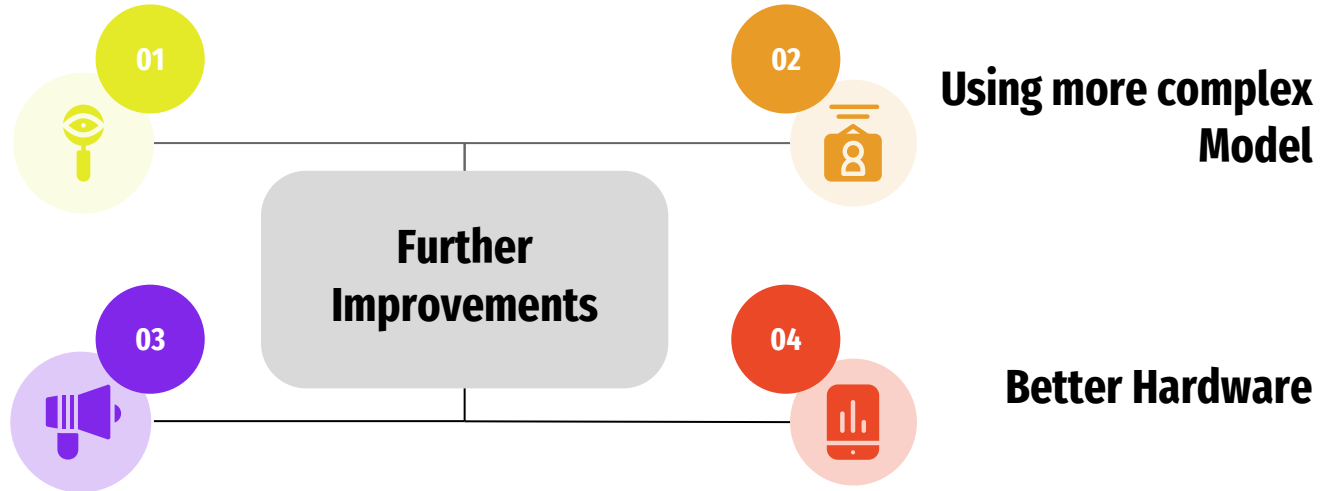 01
02
Using more complex
Model
Further
Improvements
03
04
Better Hardware